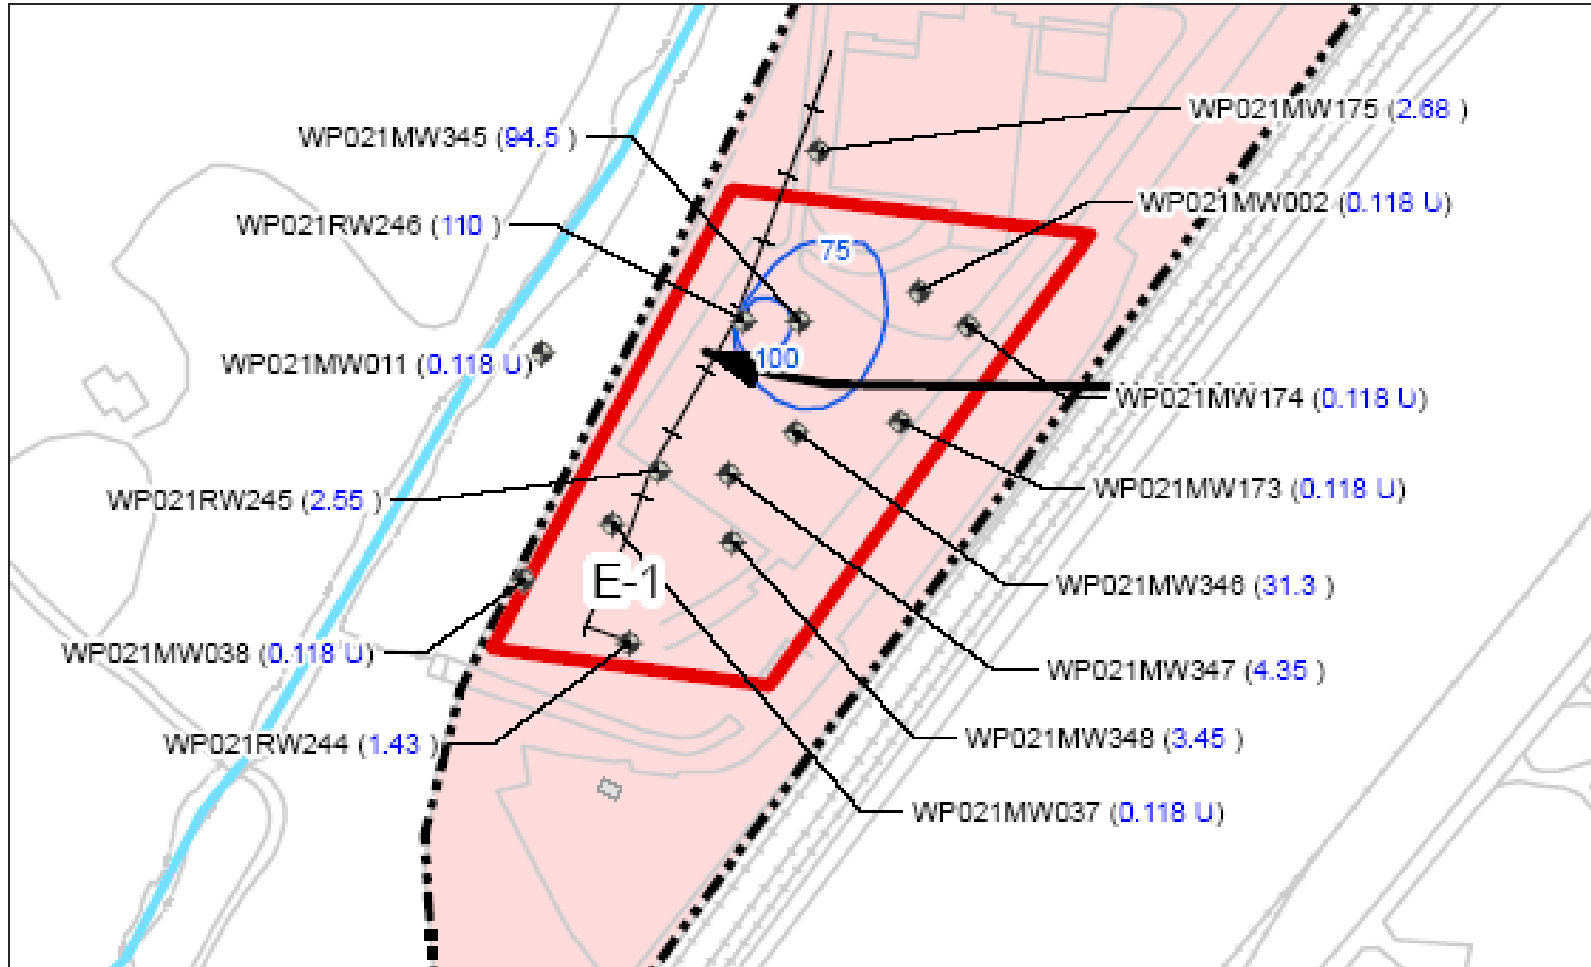 WP021MW175 (2.68 )
WP021MW345 (94.5 )
WP021MW002 (0.118 U)
WP021RW246 (110 )
75
WP021MW011 (0.118 U)
100
WP021MW174 (0.118 U)
WP021MW173 (0.118 U)
WP021RW245 (2.55 )
E-1
WP021MW346 (31.3 )
WP021MW038 (0.118 U)
WP021MW347 (4.35 )
WP021RW244 (1.43 )
WP021MW348 (3.45 )
WP021MW037 (0.118 U)